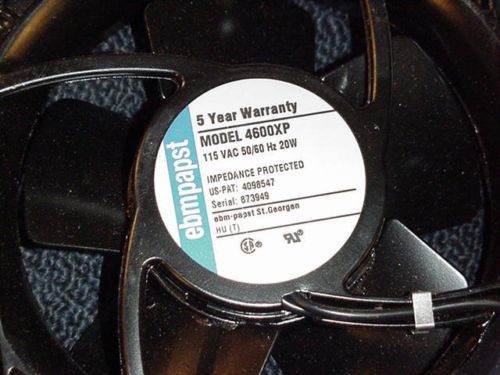 ebmpapst
5 Year Warranty
MODEL 4600XP
115 VAC 50/60 Hz 20W
IMPEDANCE PROTECTED
US-PAT: 4098547
Serial: 673949
ebm-papst St.Georgen
HU (T)